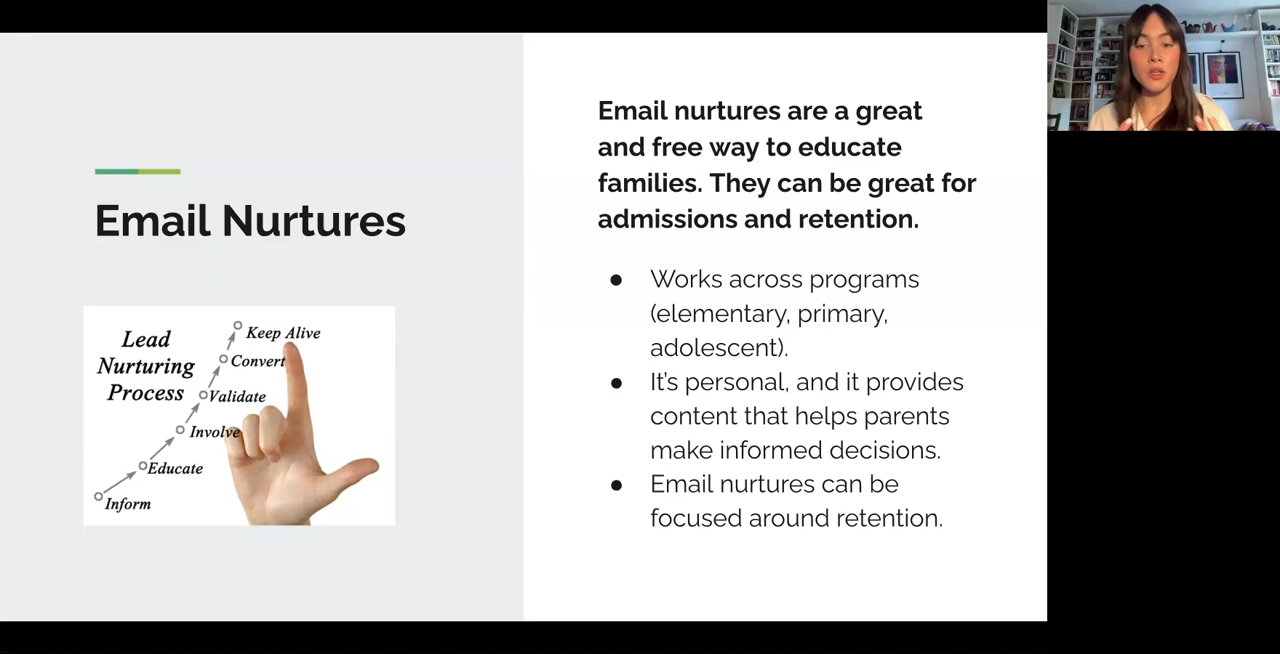 Email Nurtures
Lead
Nurturing
Process
Keep Alive
Convert
Validate
Involve
Educate
Inform
Email nurtures are a great
and free way to educate
families. They can be great for
admissions and retention.
● Works across programs
(elementary, primary,
adolescent).
● It's personal, and it provides
content that helps parents
make informed decisions.
● Email nurtures can be
focused around retention.